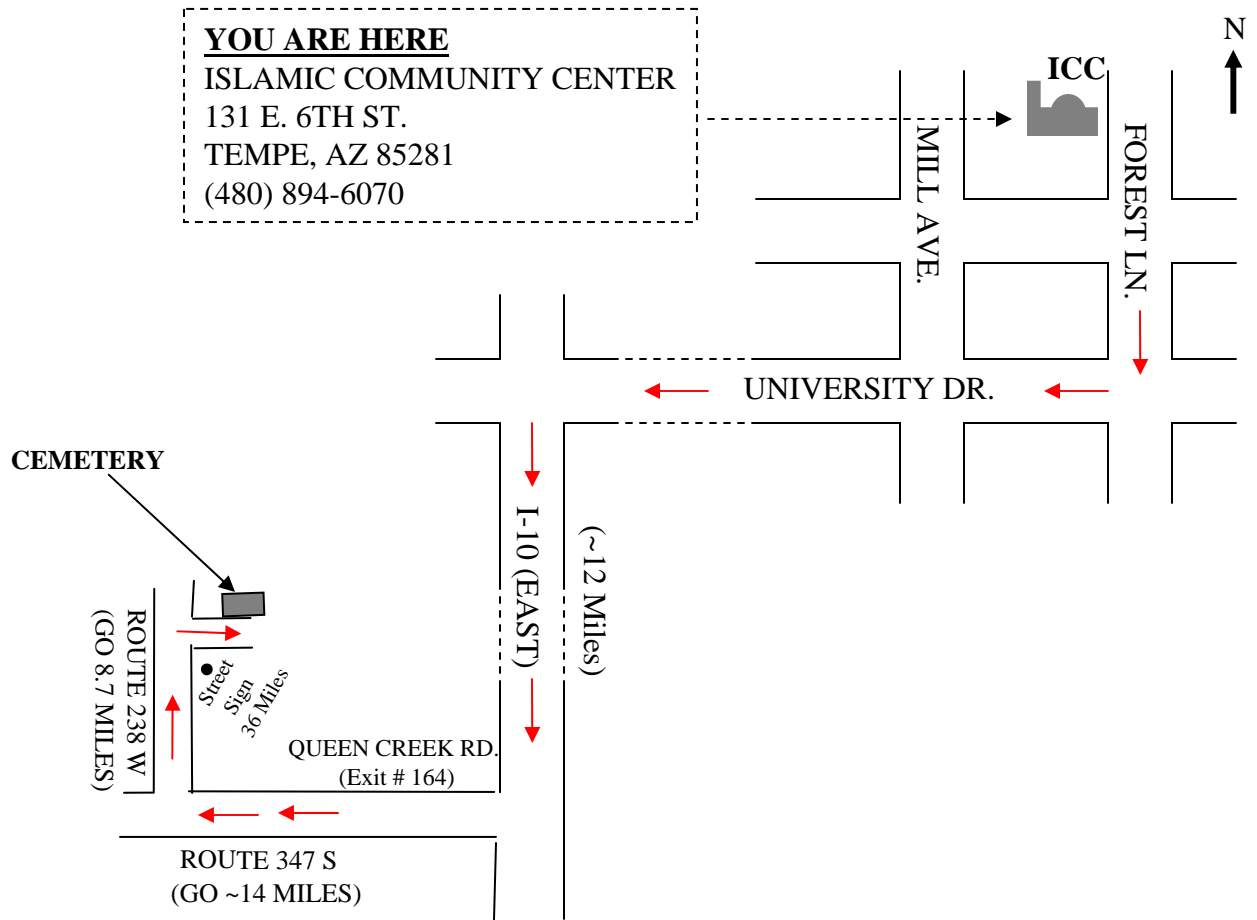 YOU ARE HERE
ISLAMIC COMMUNITY CENTER
131 E. 6TH ST.
TEMPE, AZ 85281
(480) 894-6070
N
ICC
MILL AVE.
FOREST LN.
UNIVERSITY DR.
CEMETERY
I-10 (EAST)
(~12 Miles)
ROUTE 238 W
(GO 8.7 MILES)
Street
Sign
36 Miles
QUEEN CREEK RD.
(Exit # 164)
ROUTE 347 S
(GO ~14 MILES)